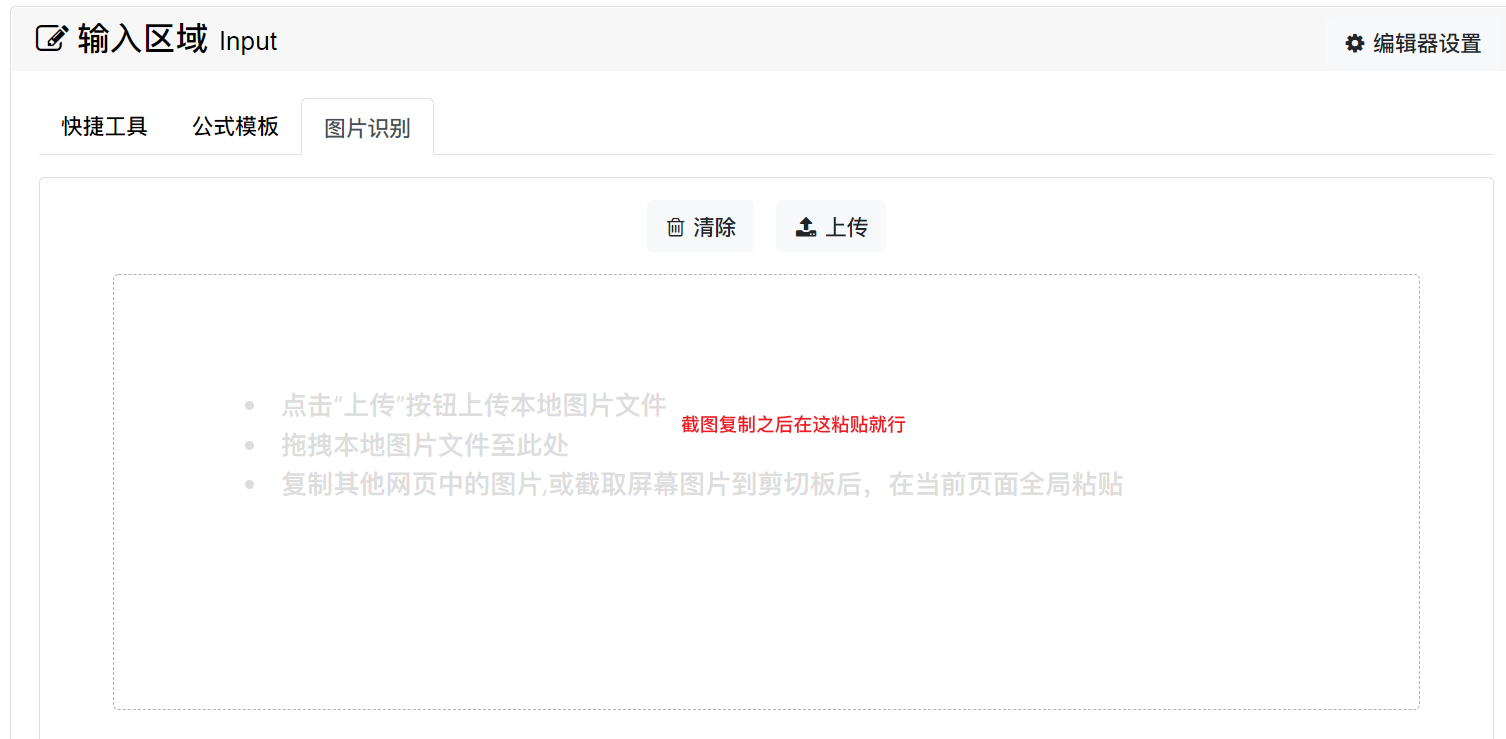 输入区域 Input
编辑器设置
快捷工具
公式模板
图片识别
清除
上传
点击“上传”按钮上传本地图片文件
截图复制之后在这粘贴就行
拖拽本地图片文件至此处
复制其他网页中的图片,或截取屏幕图片到剪切板后，在当前页面全局粘贴